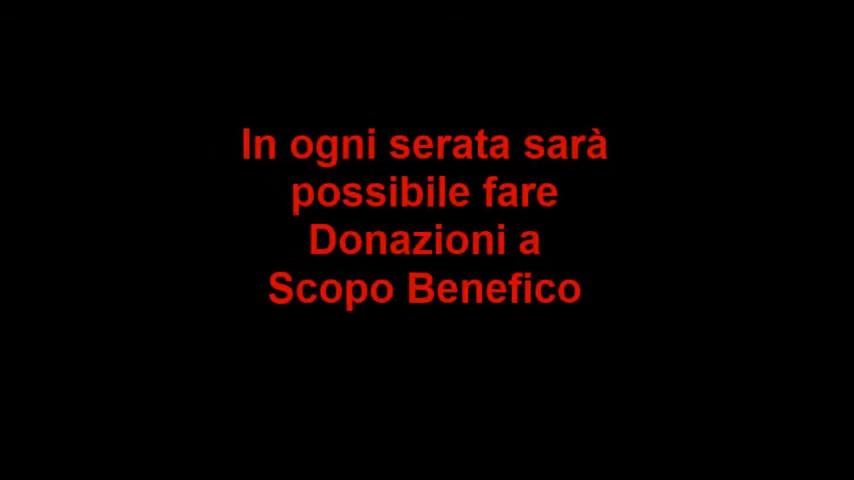 In ogni serata sarà
possibile fare
Donazioni a
Scopo Benefico